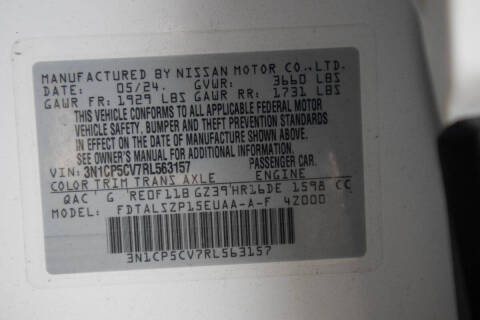 MANUFACTURED BY NISSAN MOTOR CO.,LTD.
DATE: 05/24. GVWR: 3660 LBS
GAWR FR: 1929 LBS GAWR RR: 1731 LBS
THIS VEHICLE CONFORMS TO ALL APPLICABLE FEDERAL MOTOR
VEHICLE SAFETY, BUMPER AND THEFT PREVENTION STANDARDS
IN EFFECT ON THE DATE OF MANUFACTURE SHOWN ABOVE.
SEE OWNER'S MANUAL FOR ADDITIONAL INFORMATION.
VIN: 3N1CP5CV7RL563157 PASSENGER CAR.
COLOR TRIM TRANS AXLE ENGINE
QAC G RE0F11B GZ39 HR16DE 1598 CC
MODEL: FDTALSZP15EUAA-A-F 4Z000
3N1CP5CV7RL563157